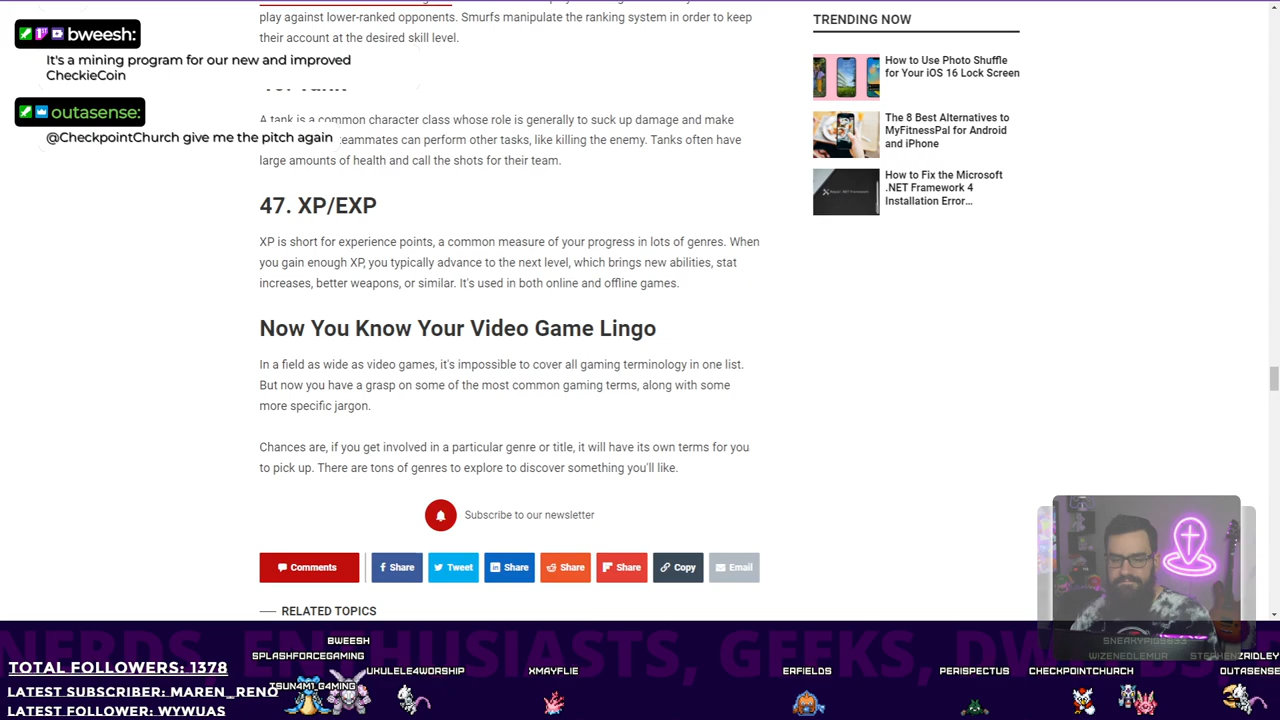 play against lower-ranked opponents. Smurfs manipulate the ranking system in order to keep
their account at the desired skill level.
bweesh:
It's a mining program for our new and improved
CheckieCoin
outasense:
@CheckpointChurch give me the pitch again
A tank is a common character class whose role is generally to suck up damage and make
teammates can perform other tasks, like killing the enemy. Tanks often have
large amounts of health and call the shots for their team.
47. XP/EXP
XP is short for experience points, a common measure of your progress in lots of genres. When
you gain enough XP, you typically advance to the next level, which brings new abilities, stat
increases, better weapons, or similar. It's used in both online and offline games.
Now You Know Your Video Game Lingo
In a field as wide as video games, it's impossible to cover all gaming terminology in one list.
But now you have a grasp on some of the most common gaming terms, along with some
more specific jargon.
Chances are, if you get involved in a particular genre or title, it will have its own terms for you
to pick up. There are tons of genres to explore to discover something you'll like.
Subscribe to our newsletter
Comments
Share
Tweet
Share
Share
Share
Copy
Email
RELATED TOPICS
TRENDING NOW
How to Use Photo Shuffle
for Your iOS 16 Lock Screen
The 8 Best Alternatives to
MyFitnessPal for Android
and iPhone
How to Fix the Microsoft
.NET Framework 4
Installation Error...
TOTAL FOLLOWERS: 1378
LATEST SUBSCRIBER: MAREN_RENO
LATEST FOLLOWER: WYWUAS
BWEESH
SPLASHFORCEGAMING
UKULELE4WORSHIP
TSUN4M1_G4MING
XMAYFLIE
ERFIELDS
PERISPECTUS
CHECKPOINTCHURCH
WIZENEDLEMUR
OUTASENSE